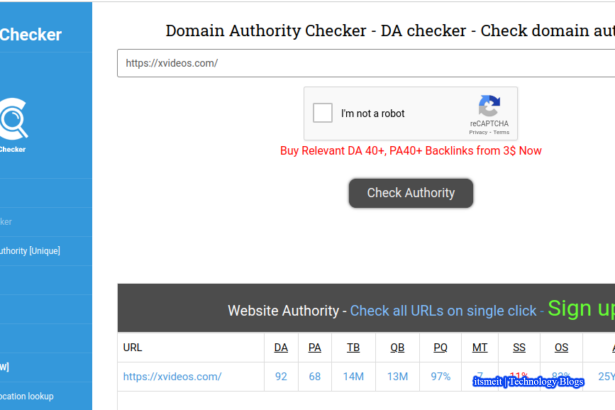 Checker
Domain Authority Checker - DA checker - Check domain aut
https://xvideos.com/
I'm not a robot
reCAPTCHA
Privacy - Terms
Checker
Buy Relevant DA 40+, PA40+ Backlinks from 3$ Now
Check Authority
ker
uthority [Unique]
Website Authority - Check all URLs on single click - Sign up
URL DA PA TB QB PQ MT SS OS A
W]
https://xvideos.com/ 92 68 14M 13M 97% 7 11% 25Y
itsmeit | Technology Blogs
ocation lookup